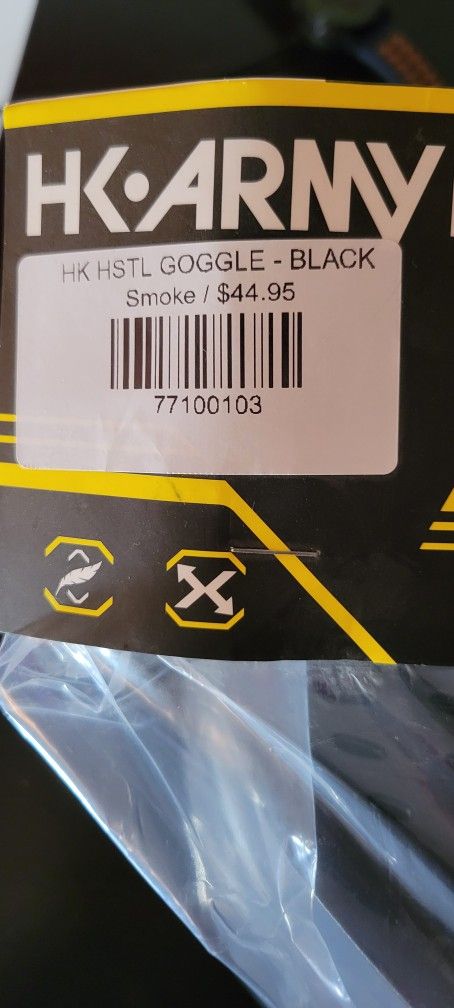 HK•ARMY
HK HSTL GOGGLE - BLACK
Smoke / $44.95
77100103